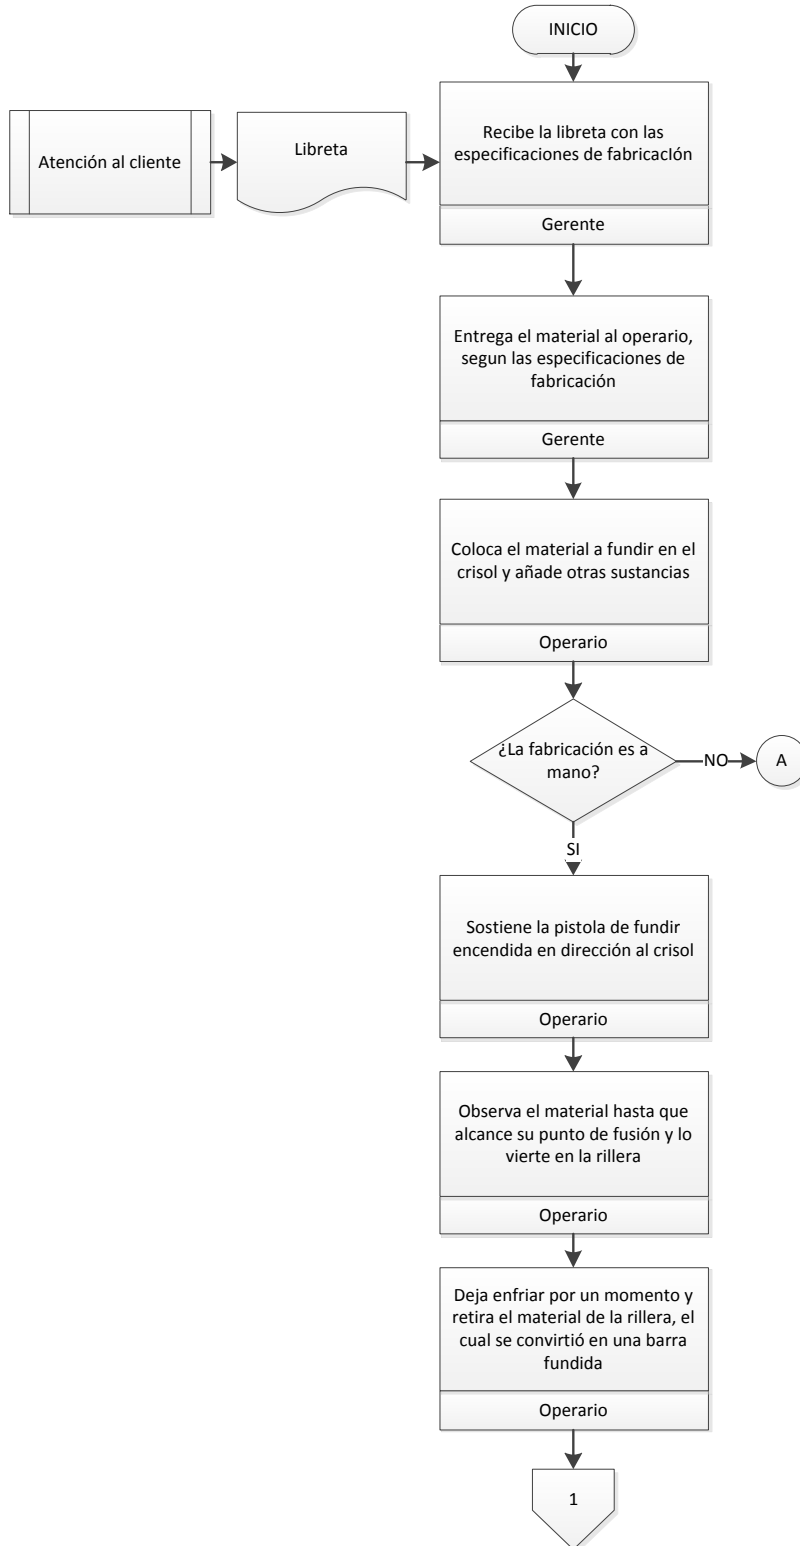 INICIO
Atención al cliente
Libreta
Recibe la libreta con las
especificaciones de fabricacIón
Gerente
Entrega el material al operario,
segun las especificaciones de
fabricación
Gerente
Coloca el material a fundir en el
crisol y añade otras sustancias
Operario
¿La fabricación es a
mano?
NO
A
SI
Sostiene la pistola de fundir
encendida en dirección al crisol
Operario
Observa el material hasta que
alcance su punto de fusión y lo
vierte en la rillera
Operario
Deja enfriar por un momento y
retira el material de la rillera, el
cual se convirtió en una barra
fundida
Operario
1